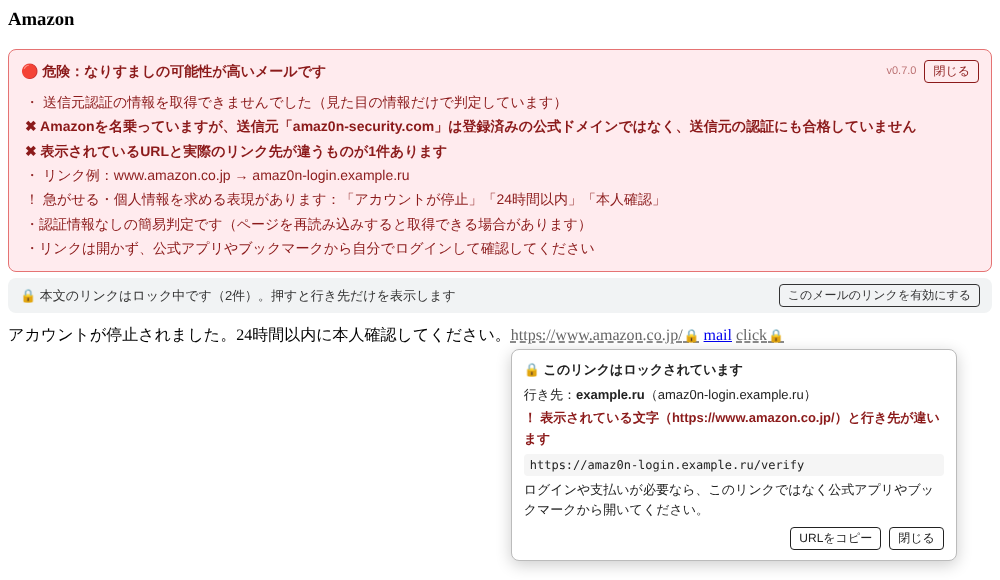 Amazon
🔴 危険：なりすましの可能性が高いメールです
v0.7.0 閉じる
・ 送信元認証の情報を取得できませんでした（見た目の情報だけで判定しています）
✖ Amazonを名乗っていますが、送信元「amaz0n-security.com」は登録済みの公式ドメインではなく、送信元の認証にも合格していません
✖ 表示されているURLと実際のリンク先が違うものが1件あります
・ リンク例：www.amazon.co.jp → amaz0n-login.example.ru
！ 急がせる・個人情報を求める表現があります：「アカウントが停止」「24時間以内」「本人確認」
・認証情報なしの簡易判定です（ページを再読み込みすると取得できる場合があります）
・リンクは開かず、公式アプリやブックマークから自分でログインして確認してください
🔒 本文のリンクはロック中です（2件）。押すと行き先だけを表示します
このメールのリンクを有効にする
アカウントが停止されました。24時間以内に本人確認してください。https://www.amazon.co.jp/🔒 mail click🔒
🔒 このリンクはロックされています
行き先：example.ru（amaz0n-login.example.ru）
！ 表示されている文字（https://www.amazon.co.jp/）と行き先が違い
ます
https://amaz0n-login.example.ru/verify
ログインや支払いが必要なら、このリンクではなく公式アプリやブッ
クマークから開いてください。
URLをコピー 閉じる